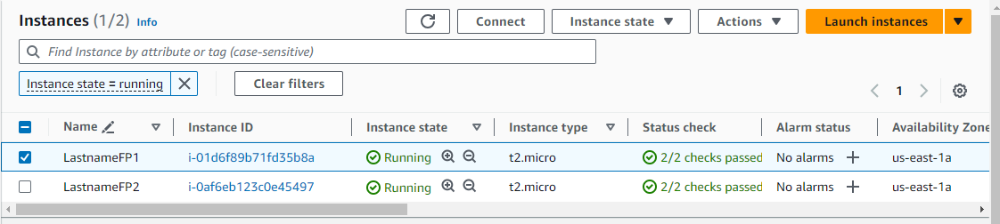 Instances (1/2) Info Connect Instance state Actions Launch instances
Find Instance by attribute or tag (case-sensitive)
Instance state = running Clear filters
1
Name Instance ID Instance state Instance type Status check Alarm status Availability Zone
LastnameFP1 i-01d6f89b71fd35b8a Running t2.micro 2/2 checks passed No alarms us-east-1a
LastnameFP2 i-0af6eb123c0e45497 Running t2.micro 2/2 checks passed No alarms us-east-1a